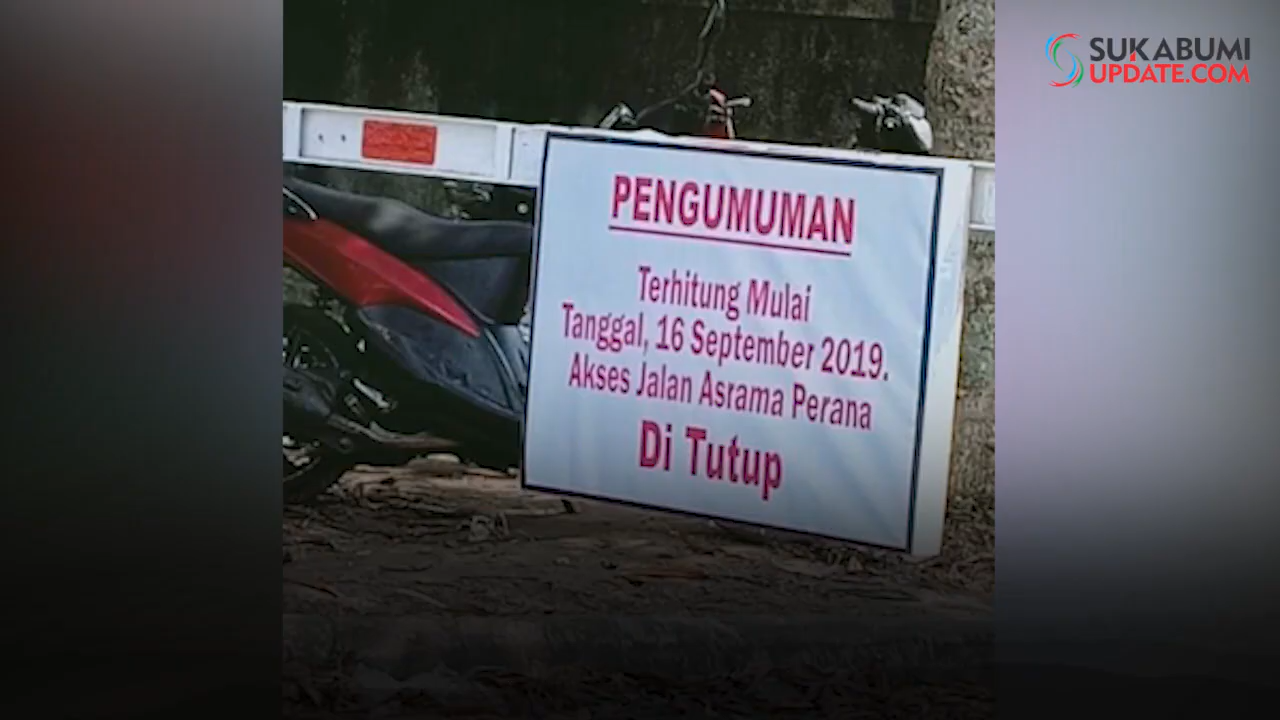 SUKABUMI
UPDATE.COM
PENGUMUMAN
Terhitung Mulai
Tanggal, 16 September 2019.
Akses Jalan Asrama Perana
Di Tutup